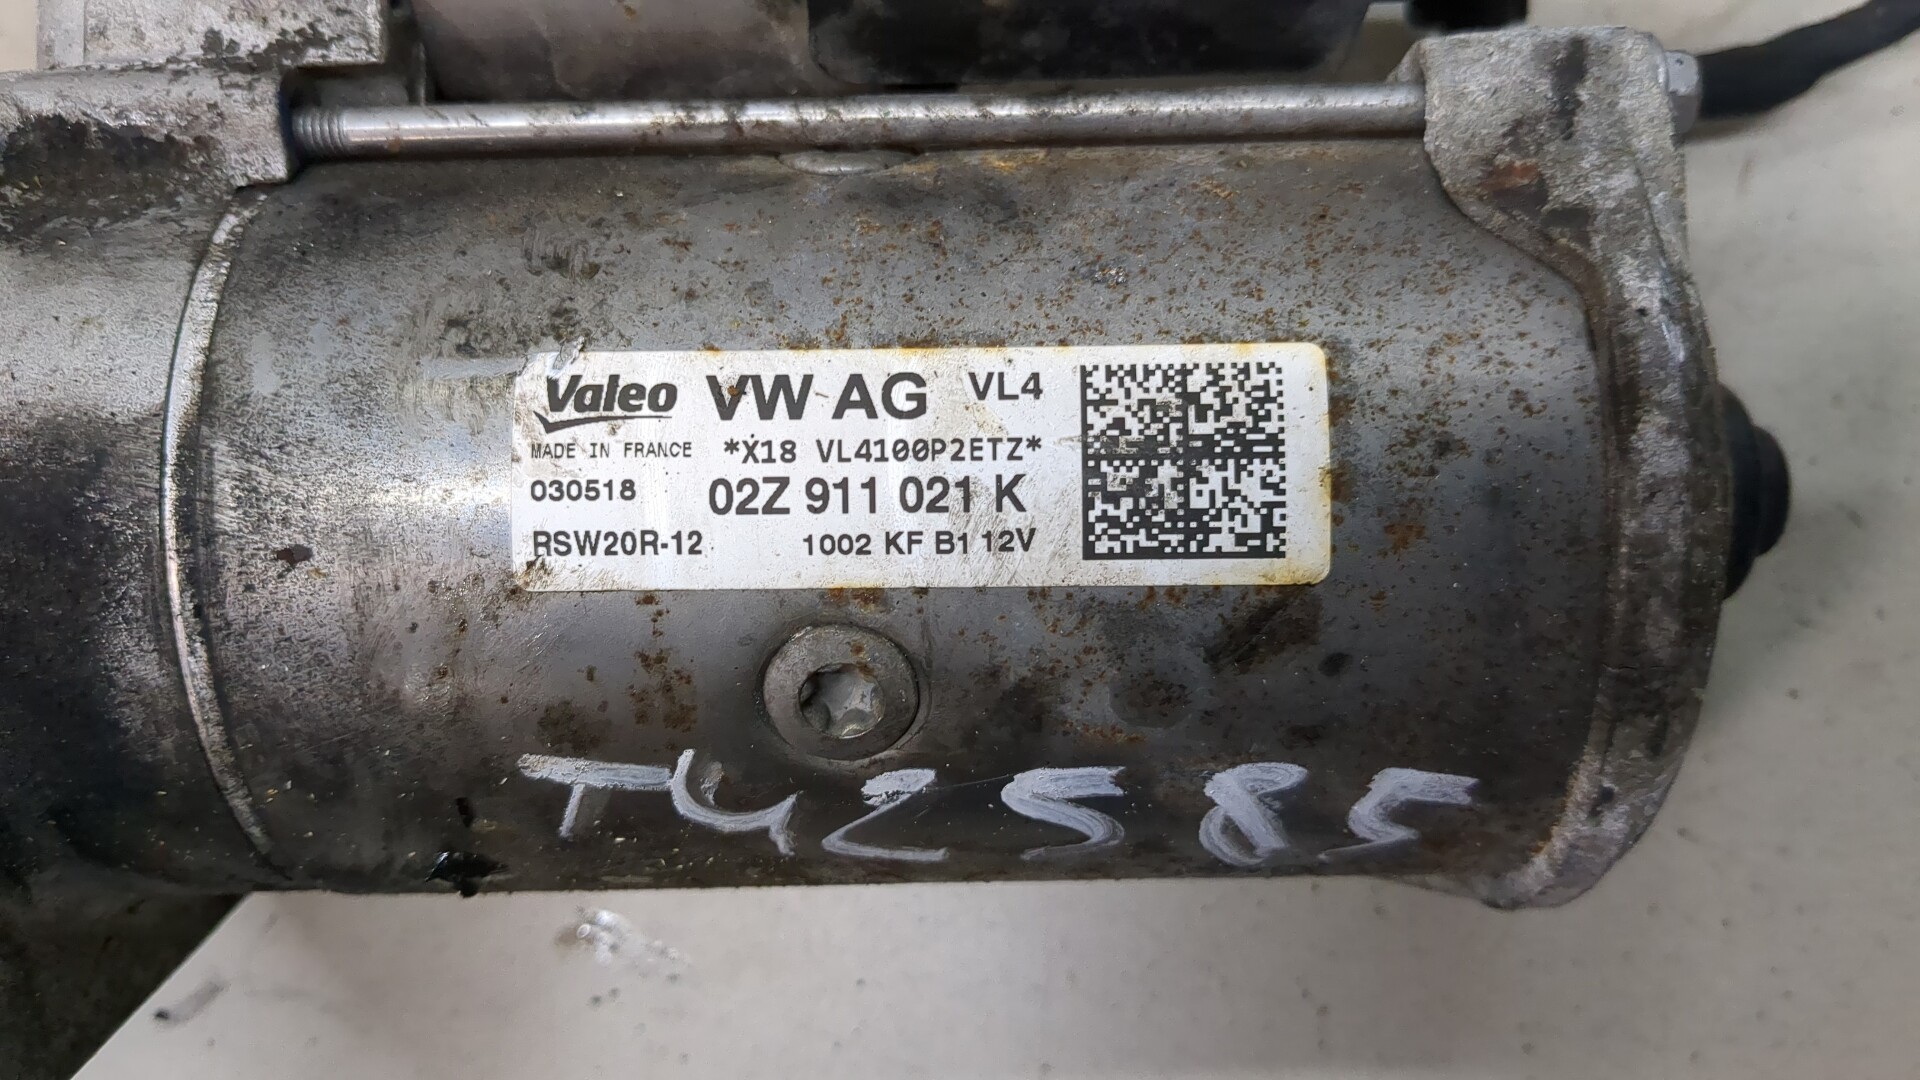 Valeo VW AG VL4
MADE IN FRANCE *X18 VL4100P2ETZ*
030518 02Z 911 021 K
RSW20R-12 1002 KF B1 12V
T42585